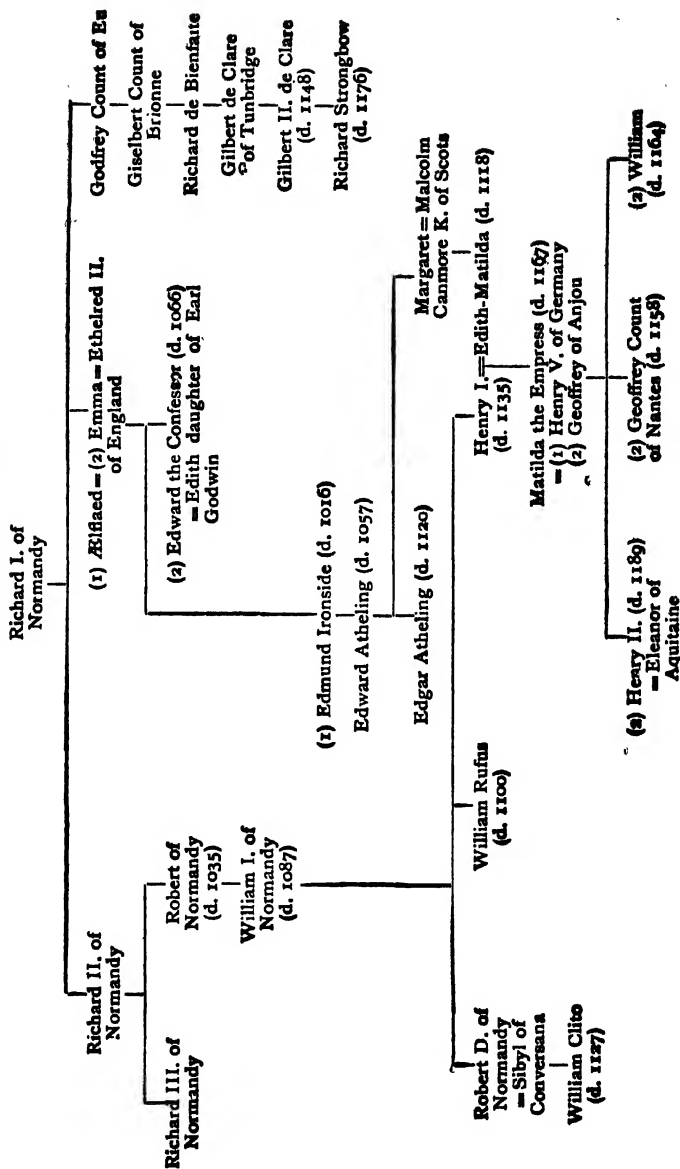 Richard I. of
Normandy
Richard II. of
Normandy
(1) Ælflaed = (2) Emma = Ethelred II.
of England
Godfrey Count of Eu
Giselbert Count of
Brionne
Richard de Bienfaite
Gilbert de Clare
of Tunbridge
Gilbert II. de Clare
(d. 1148)
Richard Strongbow
(d. 1176)
Richard III. of
Normandy
Robert of
Normandy
(d. 1035)
William I. of
Normandy
(d. 1087)
(2) Edward the Confessor (d. 1066)
= Edith daughter of Earl
Godwin
(1) Edmund Ironside (d. 1016)
Edward Atheling (d. 1057)
Edgar Atheling (d. 1120)
Margaret = Malcolm
Canmore K. of Scots
Robert D. of
Normandy
= Sibyl of
Conversana
William Clito
(d. 1127)
William Rufus
(d. 1100)
Henry I. = Edith-Matilda (d. 1118)
(d. 1135)
Matilda the Empress (d. 1167)
= (1) Henry V. of Germany
(2) Geoffrey of Anjou
(2) Henry II. (d. 1189)
= Eleanor of
Aquitaine
(2) Geoffrey Count
of Nantes (d. 1158)
(2) William
(d. 1164)